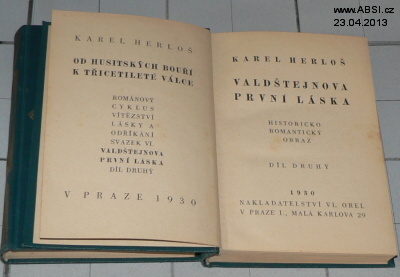 www.ABSI.cz
23.04.2013
KAREL HERLOŠ
OD HUSITSKÝCH BOUŘÍ
K TŘICETILETÉ VÁLCE
ROMÁNOVÝ
CYKLUS
VÍTĚZSTVÍ
LÁSKY A
ODŘÍKÁNÍ
SVAZEK VI.
VALDŠTEJNOVA
PRVNÍ LÁSKA
DÍL DRUHÝ
V PRAZE 1930
KAREL HERLOŠ
VALDŠTEJNOVA
PRVNÍ LÁSKA
HISTORICKO
ROMANTICKÝ
OBRAZ
DÍL DRUHÝ
1930
NAKLADATELSTVÍ VL. OREL
V PRAZE I., MALÁ KARLOVA 29